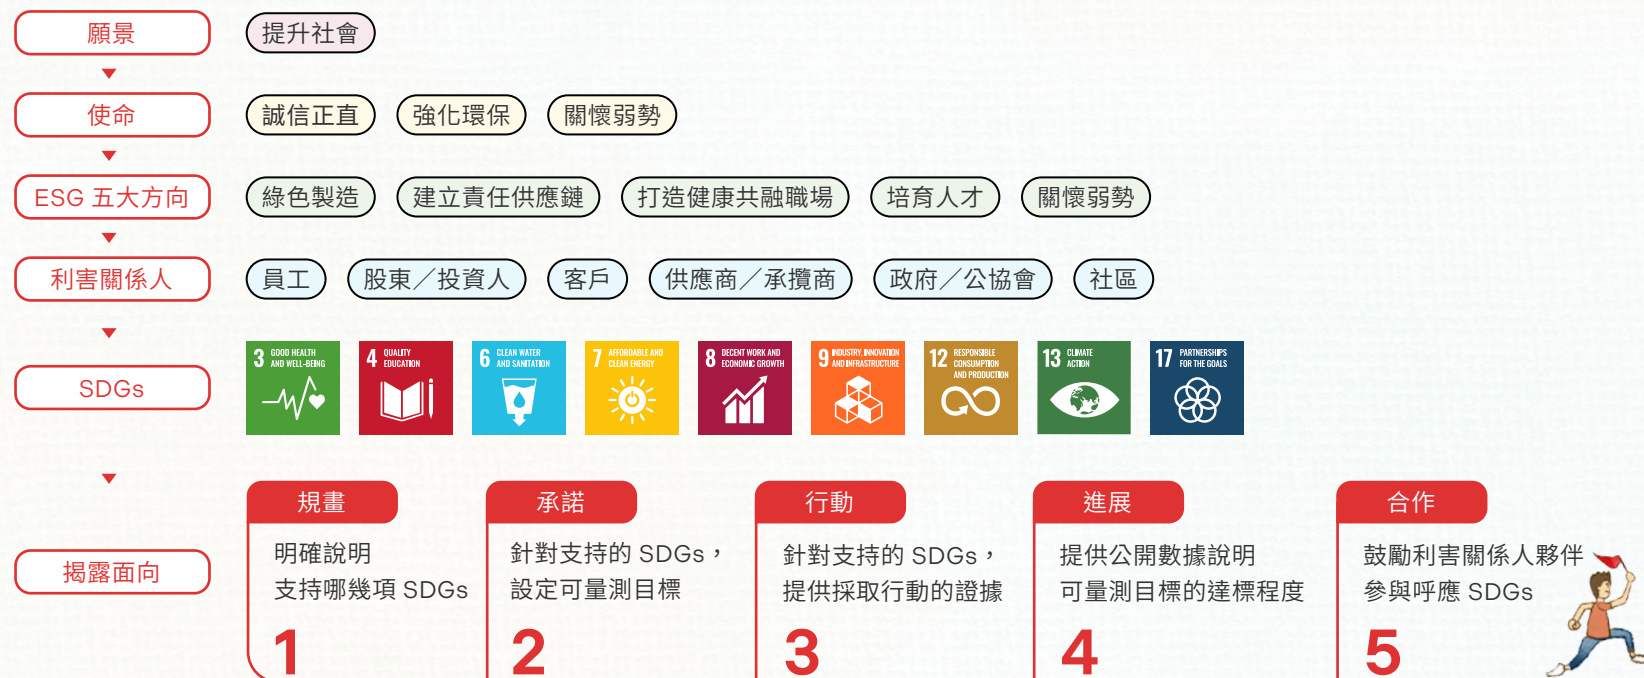 願景
提升社會
使命
誠信正直 強化環保 關懷弱勢
ESG 五大方向
綠色製造 建立責任供應鏈 打造健康共融職場 培育人才 關懷弱勢
利害關係人
員工 股東／投資人 客戶 供應商／承攬商 政府／公協會 社區
SDGs
3 GOOD HEALTH
AND WELL-BEING
4 QUALITY
EDUCATION
6 CLEAN WATER
AND SANITATION
7 AFFORDABLE AND
CLEAN ENERGY
8 DECENT WORK AND
ECONOMIC GROWTH
9 INDUSTRY, INNOVATION
AND INFRASTRUCTURE
12 RESPONSIBLE
CONSUMPTION
AND PRODUCTION
13 CLIMATE
ACTION
17 PARTNERSHIPS
FOR THE GOALS
揭露面向
規畫
明確說明
支持哪幾項 SDGs
1
承諾
針對支持的 SDGs，
設定可量測目標
2
行動
針對支持的 SDGs，
提供採取行動的證據
3
進展
提供公開數據說明
可量測目標的達標程度
4
合作
鼓勵利害關係人夥伴
參與呼應 SDGs
5